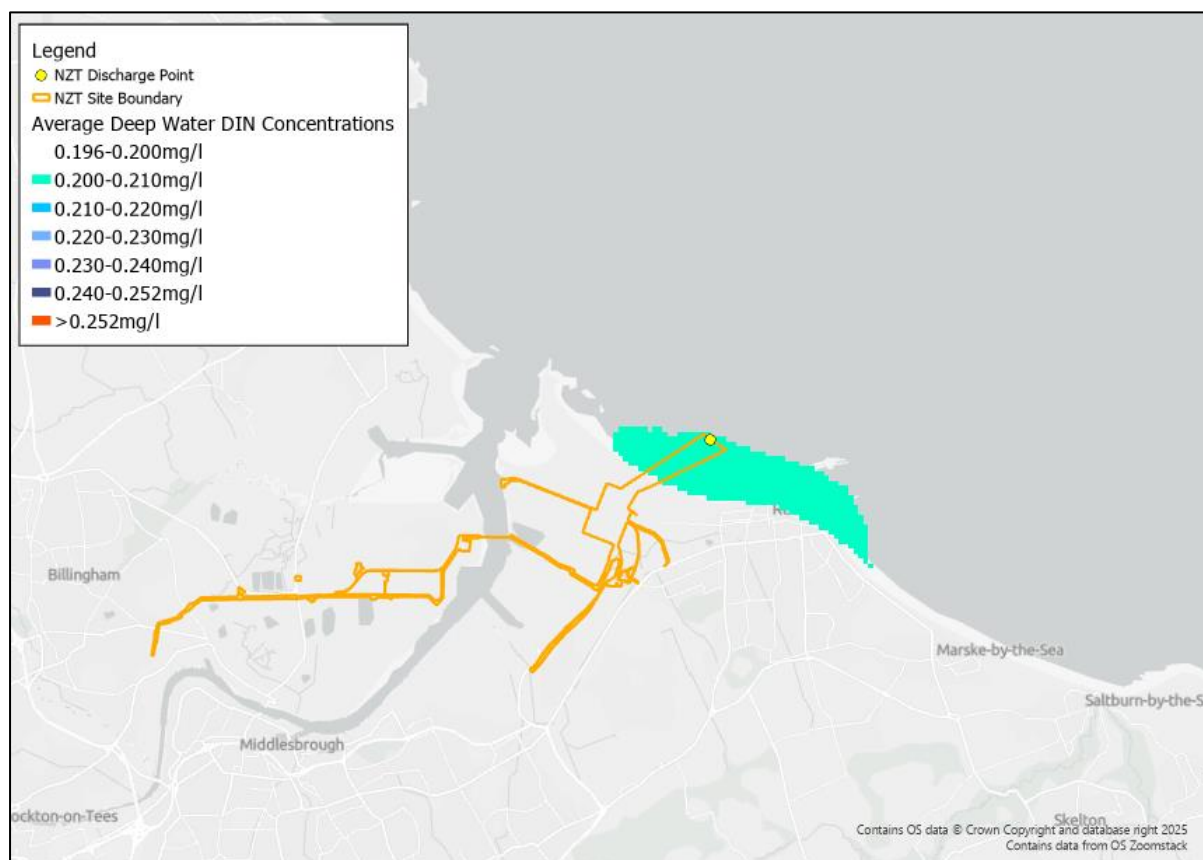 Legend
NZT Discharge Point
NZT Site Boundary
Average Deep Water DIN Concentrations
0.196-0.200mg/l
0.200-0.210mg/l
0.210-0.220mg/l
0.220-0.230mg/l
0.230-0.240mg/l
0.240-0.252mg/l
>0.252mg/l
Billingham
Marske-by-the-Sea
Saltburn-by-the-S
Middlesbrough
ockton-on-Tees
Skelton
Contains OS data © Crown Copyright and database right 2025
Contains data from OS Zoomstack